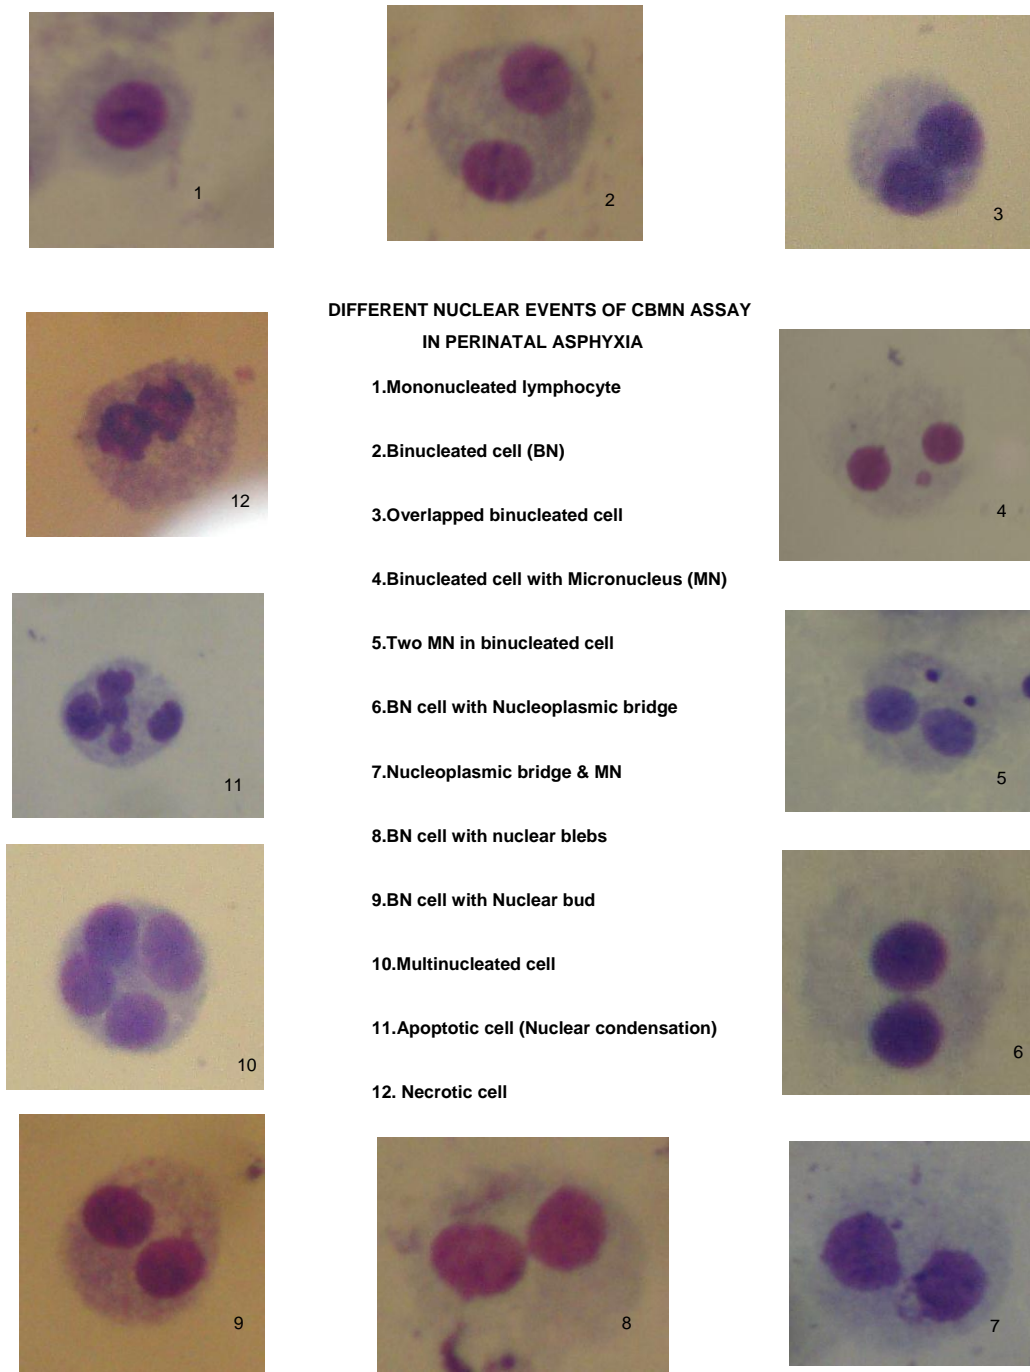 1
2
3
DIFFERENT NUCLEAR EVENTS OF CBMN ASSAY
IN PERINATAL ASPHYXIA
1.Mononucleated lymphocyte
2.Binucleated cell (BN)
12
4
3.Overlapped binucleated cell
4.Binucleated cell with Micronucleus (MN)
5.Two MN in binucleated cell
6.BN cell with Nucleoplasmic bridge
7.Nucleoplasmic bridge & MN
11
5
8.BN cell with nuclear blebs
9.BN cell with Nuclear bud
10.Multinucleated cell
11.Apoptotic cell (Nuclear condensation)
10
6
12. Necrotic cell
9
8
7